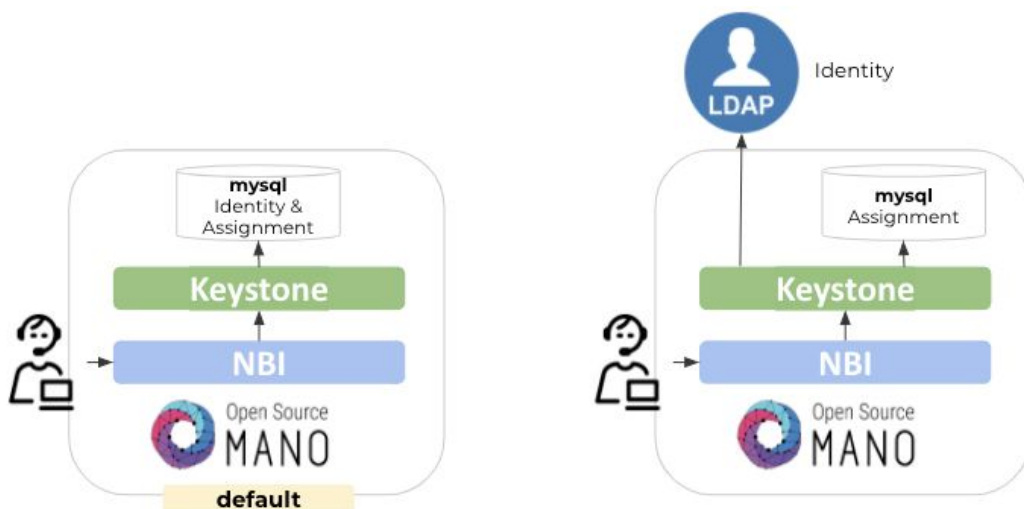 mysql
Identity &
Assignment
Keystone
NBI
Open Source
MANO
default
LDAP
Identity
mysql
Assignment
Keystone
NBI
Open Source
MANO